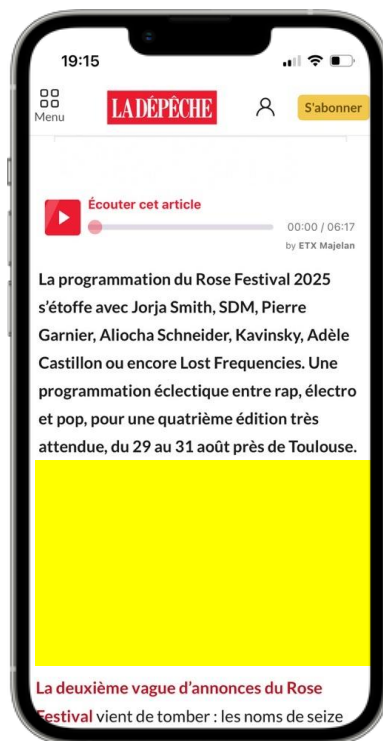 19:15
Menu
LA DÉPÊCHE
S'abonner
Écouter cet article
00:00 / 06:17
by ETX Majelan
La programmation du Rose Festival 2025
s'étoffe avec Jorja Smith, SDM, Pierre
Garnier, Aliocha Schneider, Kavinsky, Adèle
Castillon ou encore Lost Frequencies. Une
programmation éclectique entre rap, électro
et pop, pour une quatrième édition très
attendue, du 29 au 31 août près de Toulouse.
La deuxième vague d'annonces du Rose
Festival vient de tomber : les noms de seize